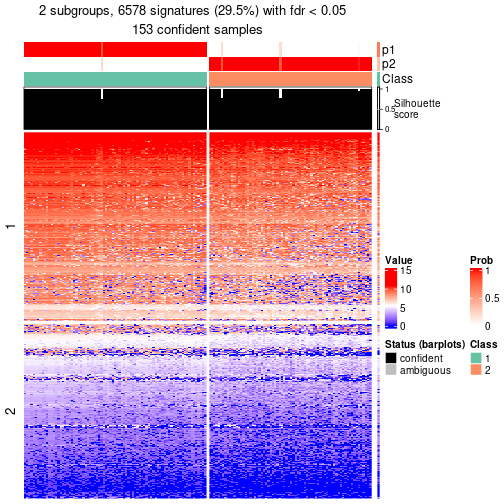 2 subgroups, 6578 signatures (29.5%) with fdr < 0.05
153 confident samples
p1
p2
Class
1
0.5
0
Silhouette
score
1
2
Value
15
10
5
0
Prob
1
0.5
0
Status (barplots)
confident
ambiguous
Class
1
2